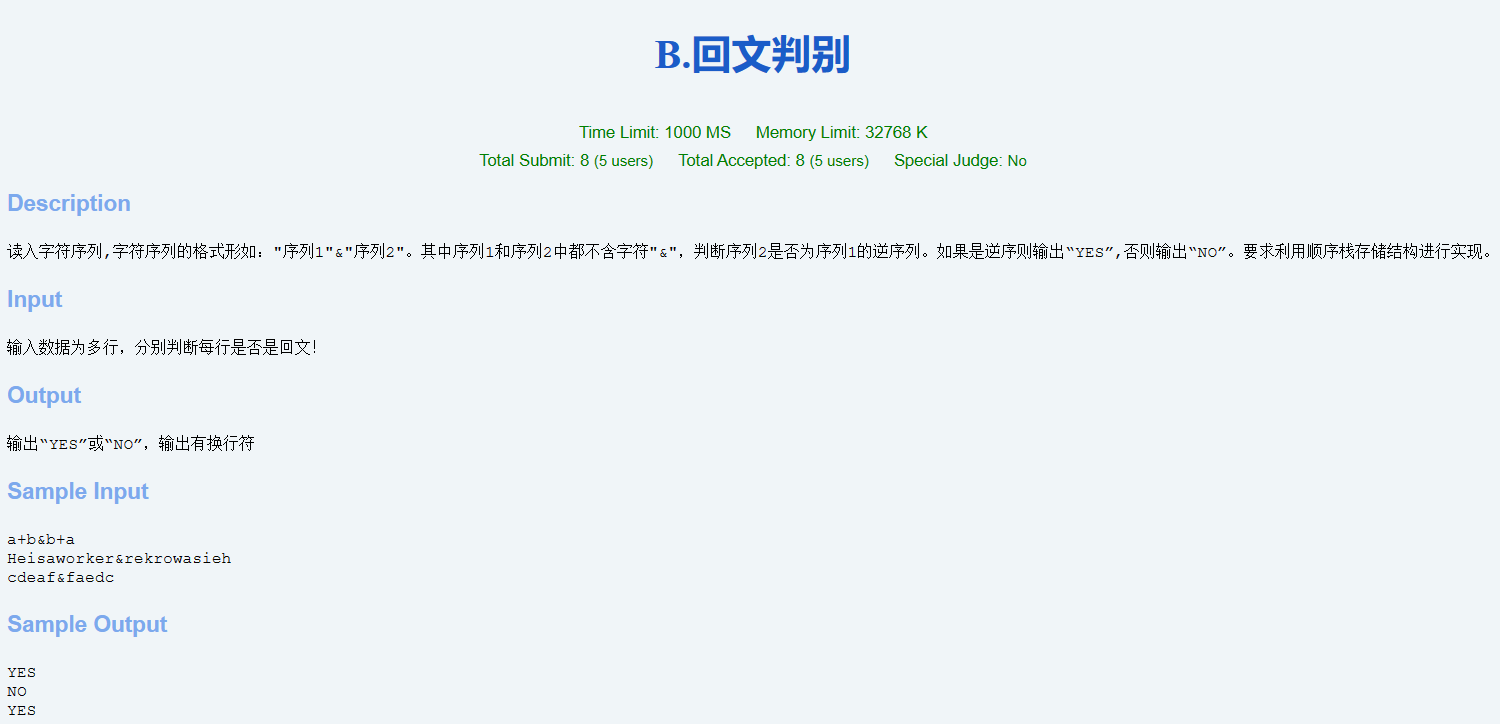 B.回文判别
Time Limit: 1000 MS Memory Limit: 32768 K
Total Submit: 8 (5 users) Total Accepted: 8 (5 users) Special Judge: No
Description
读入字符序列,字符序列的格式形如："序列1"&"序列2"。其中序列1和序列2中都不含字符"&"，判断序列2是否为序列1的逆序列。如果是逆序则输出“YES”,否则输出“NO”。要求利用顺序栈存储结构进行实现。
Input
输入数据为多行，分别判断每行是否是回文！
Output
输出“YES”或“NO”，输出有换行符
Sample Input
a+b&b+a
Heisaworker&rekrowasieh
cdeaf&faedc
Sample Output
YES
NO
YES